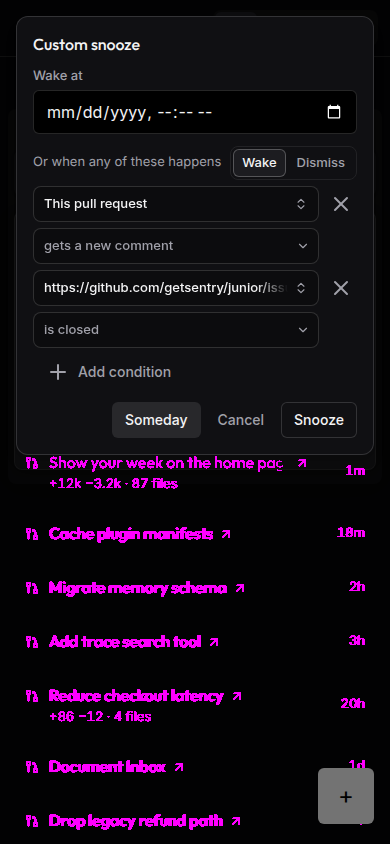 Custom snooze
Wake at
mm/dd/yyyy, --:-- --
Or when any of these happens Wake Dismiss
This pull request
gets a new comment
https://github.com/getsentry/junior/iss
is closed
Add condition
Someday Cancel Snooze
Show your week on the home pag 1m
+12k −3.2k · 87 files
Cache plugin manifests 18m
Migrate memory schema 2h
Add trace search tool 3h
Reduce checkout latency 20h
+86 −12 · 4 files
Document Inbox 1d
+
Drop legacy refund path